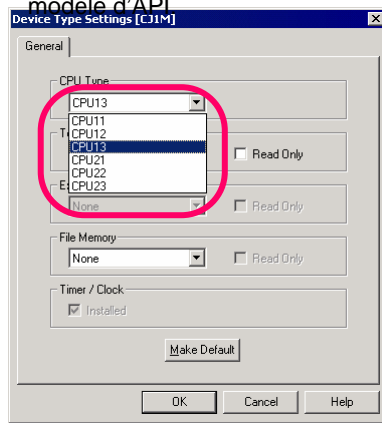 modèle d'API.
Device Type Settings [CJ1M]
General
CPU Type
CPU13
CPU11
CPU12
CPU13
CPU21
CPU22
CPU23
Read Only
None
Read Only
File Memory
None
Read Only
Timer / Clock
Installed
Make Default
OK Cancel Help